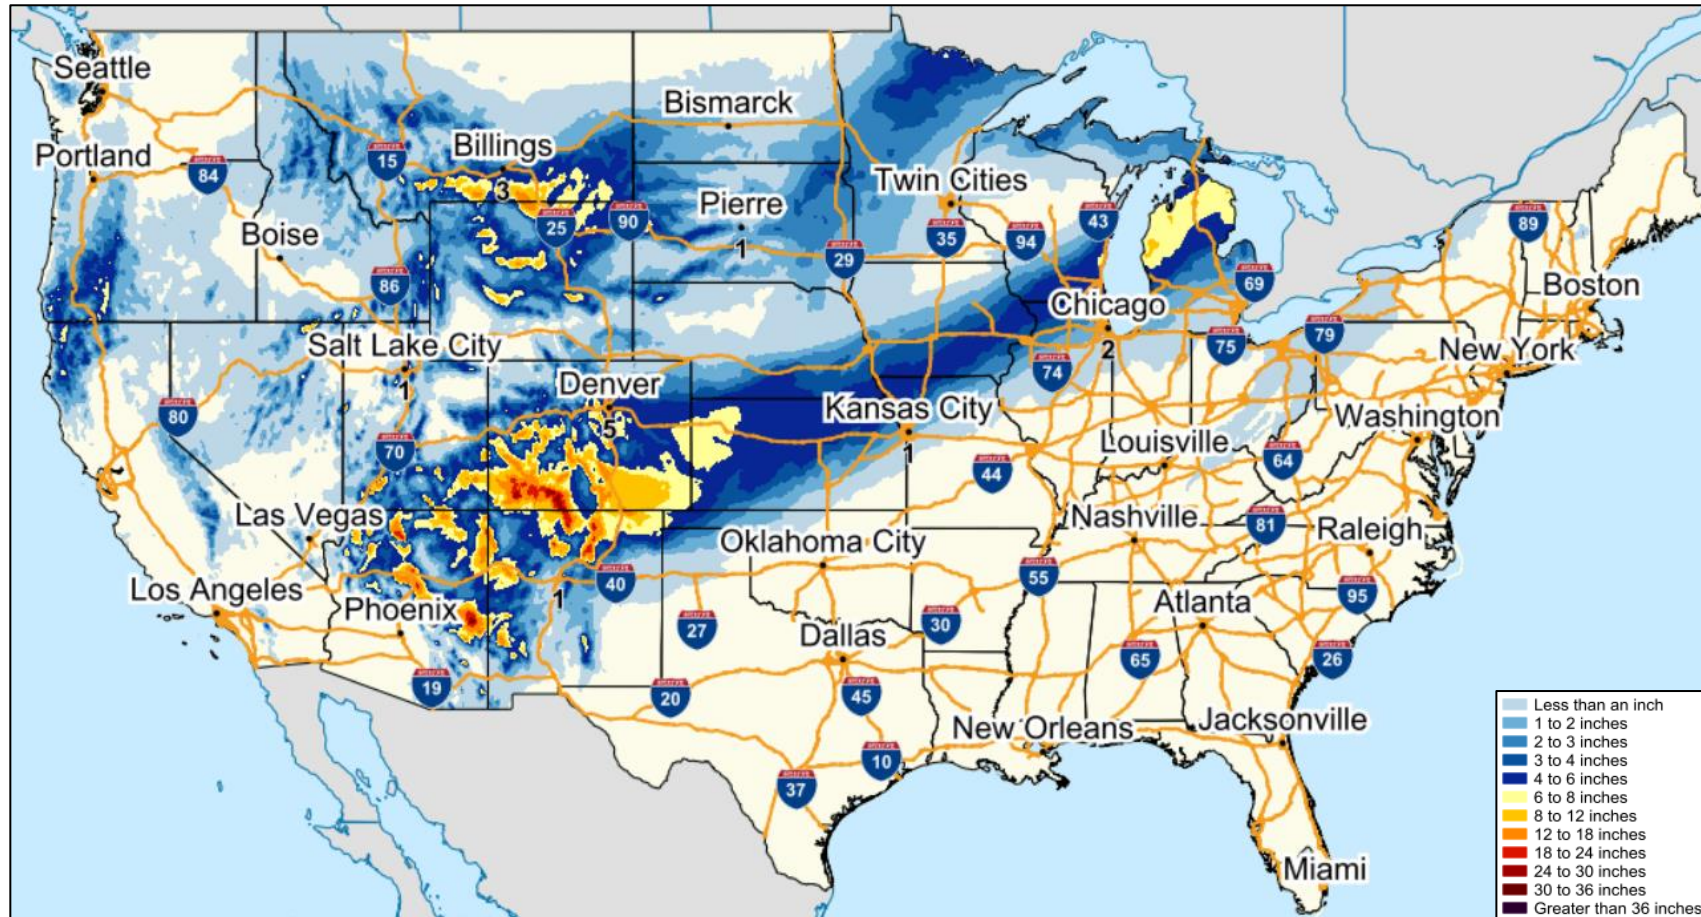 Seattle
Bismarck
Billings
Portland
15
84
3
Twin Cities
Pierre
25
90
43
89
Boise
1
35
94
29
86
69
Boston
Chicago
Salt Lake City
79
75
New York
2
74
1
Denver
80
Kansas City
Washington
5
70
1
Louisville
64
44
Las Vegas
Nashville
81
Raleigh
Oklahoma City
40
55
Los Angeles
1
95
Phoenix
Atlanta
27
30
Dallas
65
26
19
20
45
New Orleans
Jacksonville
10
37
Miami
Less than an inch
1 to 2 inches
2 to 3 inches
3 to 4 inches
4 to 6 inches
6 to 8 inches
8 to 12 inches
12 to 18 inches
18 to 24 inches
24 to 30 inches
30 to 36 inches
Greater than 36 inches